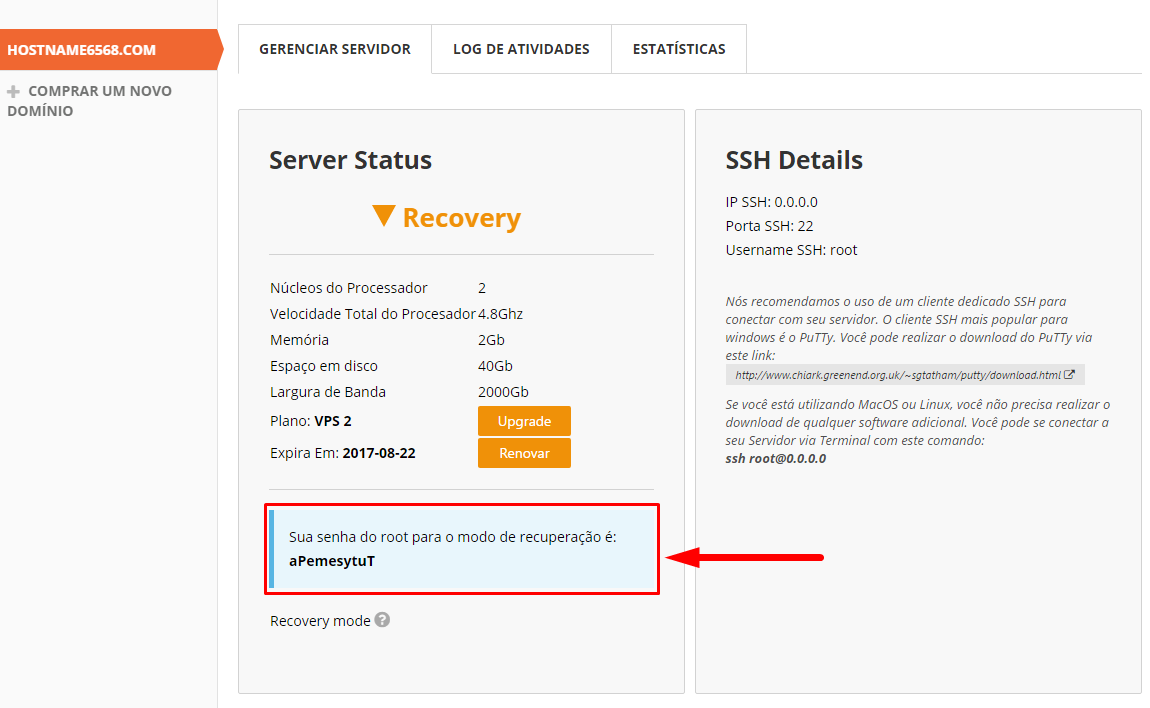 HOSTNAME6568.COM
COMPRAR UM NOVO
DOMÍNIO
GERENCIAR SERVIDOR
LOG DE ATIVIDADES
ESTATÍSTICAS
Server Status
Recovery
Núcleos do Processador 2
Velocidade Total do Procesador 4.8Ghz
Memória 2Gb
Espaço em disco 40Gb
Largura de Banda 2000Gb
Plano: VPS 2 Upgrade
Expira Em: 2017-08-22 Renovar
Sua senha do root para o modo de recuperação é:
aPemesytuT
Recovery mode ?
SSH Details
IP SSH: 0.0.0.0
Porta SSH: 22
Username SSH: root
Nós recomendamos o uso de um cliente dedicado SSH para
conectar com seu servidor. O cliente SSH mais popular para
windows é o PuTTy. Você pode realizar o download do PuTTy via
este link:
http://www.chiark.greenend.org.uk/~sgtatham/putty/download.html
Se você está utilizando MacOS ou Linux, você não precisa realizar o
download de qualquer software adicional. Você pode se conectar a
seu Servidor via Terminal com este comando:
ssh root@0.0.0.0